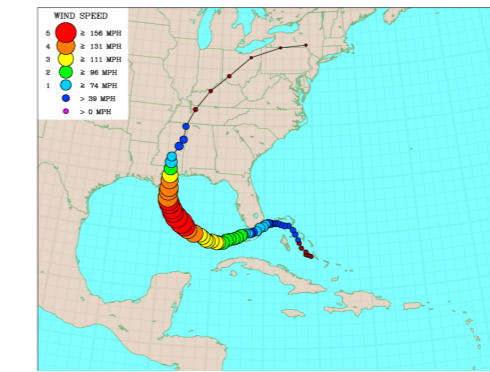 WIND SPEED
5 ≥ 156 MPH
4 ≥ 131 MPH
3 ≥ 111 MPH
2 ≥ 96 MPH
1 ≥ 74 MPH
> 39 MPH
> 0 MPH